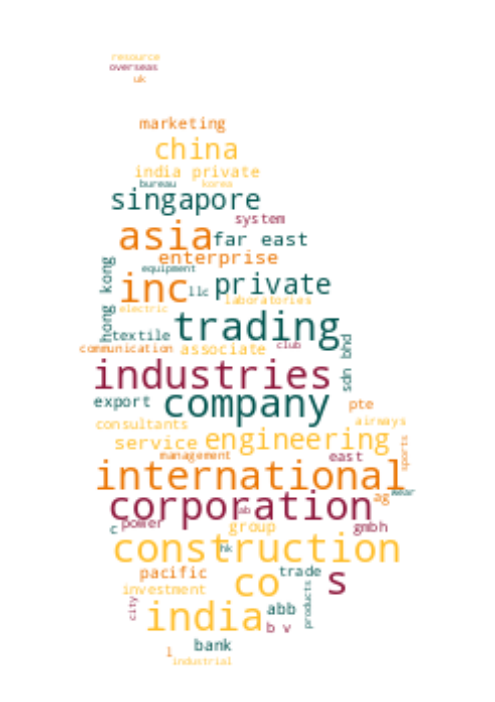 resource
overseas
uk
marketing
china
india private
bureau korea
singapore
system
asia far east
enterprise
equipment
hong kong
inc llc private
laboratories
electric
trading
textile
club
communication associate
sdn bhd
industries
export company pte
airways
consultants
service engineering
sports
management east
international
wear
ag
corporation
ab
c power group gmbh
construction
hk
pacific co trade s
investment
products
city
india abb
b v
bank
l
industrial